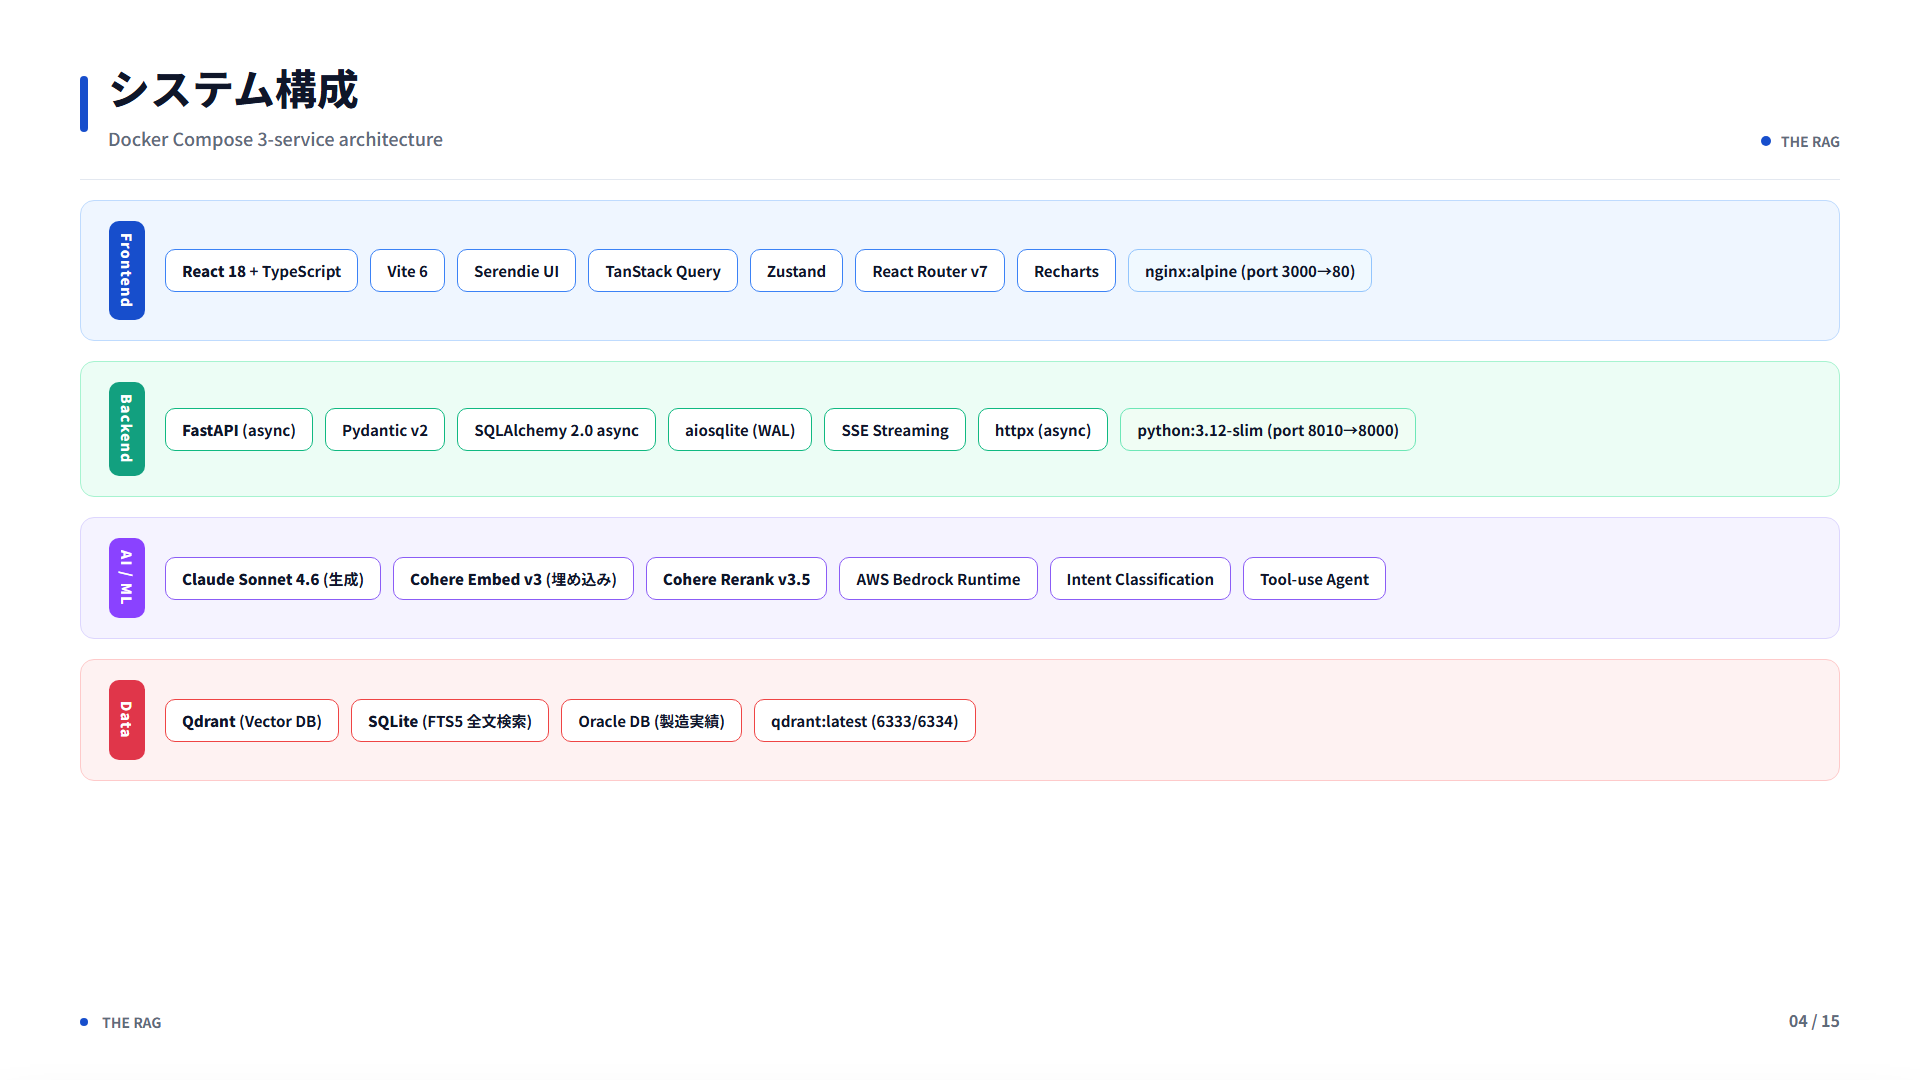 システム構成
Docker Compose 3-service architecture
THE RAG
Frontend
React 18 + TypeScript
Vite 6
Serendie UI
TanStack Query
Zustand
React Router v7
Recharts
nginx:alpine (port 3000→80)
Backend
FastAPI (async)
Pydantic v2
SQLAlchemy 2.0 async
aiosqlite (WAL)
SSE Streaming
httpx (async)
python:3.12-slim (port 8010→8000)
AI / ML
Claude Sonnet 4.6 (生成)
Cohere Embed v3 (埋め込み)
Cohere Rerank v3.5
AWS Bedrock Runtime
Intent Classification
Tool-use Agent
Data
Qdrant (Vector DB)
SQLite (FTS5 全文検索)
Oracle DB (製造実績)
qdrant:latest (6333/6334)
THE RAG
04 / 15